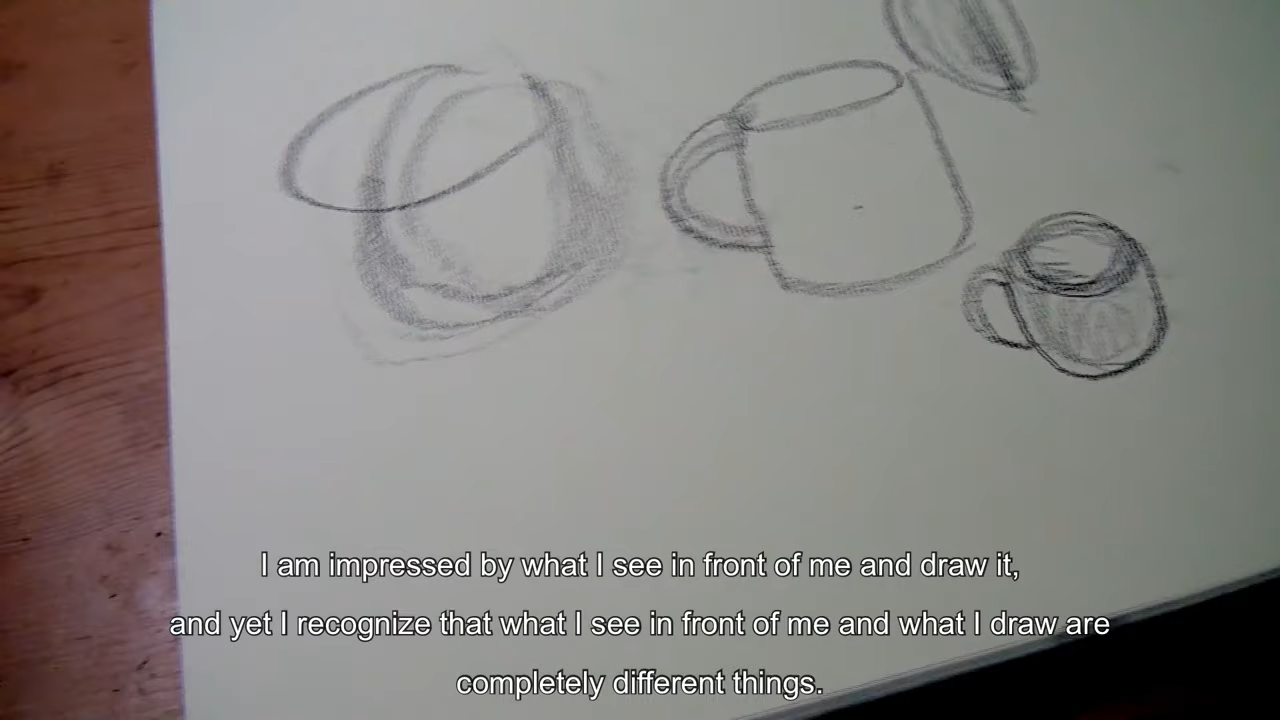 I am impressed by what I see in front of me and draw it,
and yet I recognize that what I see in front of me and what I draw are
completely different things.